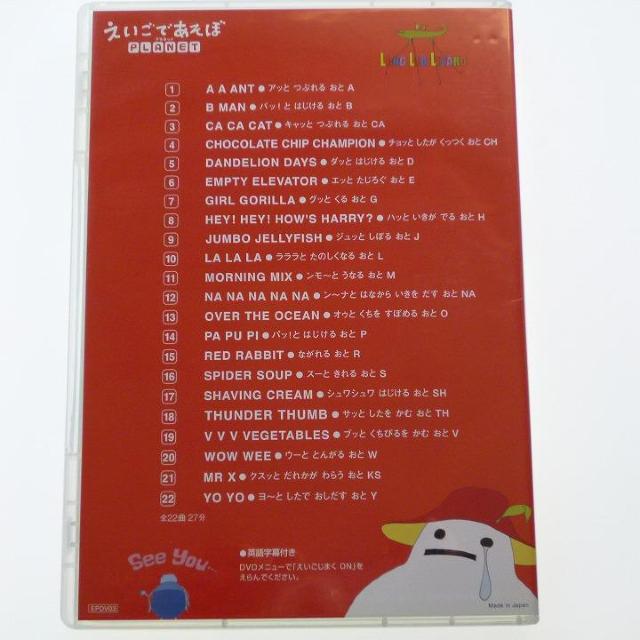 えいごであそぼ
プラネット
PLANET
LONG LEG LIZARD
1 A A ANT ● アッと つぶれる おと A
2 B MAN ● バッ! と はじける おと B
3 CA CA CAT ● キャッと つぶれる おと CA
4 CHOCOLATE CHIP CHAMPION ● チョッと したが くっつく おと CH
5 DANDELION DAYS ● ダッと はじける おと D
6 EMPTY ELEVATOR ● エッと たじろぐ おと E
7 GIRL GORILLA ● グッと くる おと G
8 HEY! HEY! HOW'S HARRY? ● ハッと いきが でる おと H
9 JUMBO JELLYFISH ● ジュッと しぼる おと J
10 LA LA LA ● ラララと たのしくなる おと L
11 MORNING MIX ● ンモ〜と うなる おと M
12 NA NA NA NA NA ● ン〜ナと はなから いきを だす おと NA
13 OVER THE OCEAN ● オゥと くちを すぼめる おと O
14 PA PU PI ● パッ!と はじける おと P
15 RED RABBIT ● ながれる おと R
16 SPIDER SOUP ● スーと きれる おと S
17 SHAVING CREAM ● シュワシュワ はじける おと SH
18 THUNDER THUMB ● サッと したを かむ おと TH
19 V V V VEGETABLES ● ブッと くちびるを かむ おと V
20 WOW WEE ● ウーと とんがる おと W
21 MR X ● クスッと だれかが わらう おと KS
22 YO YO ● ヨ〜と したで おしだす おと Y
全22曲 27分
See You...
●英語字幕付き
DVDメニューで「えいごじまく ON」を
えらんでください。
EPDV03
Made in Japan